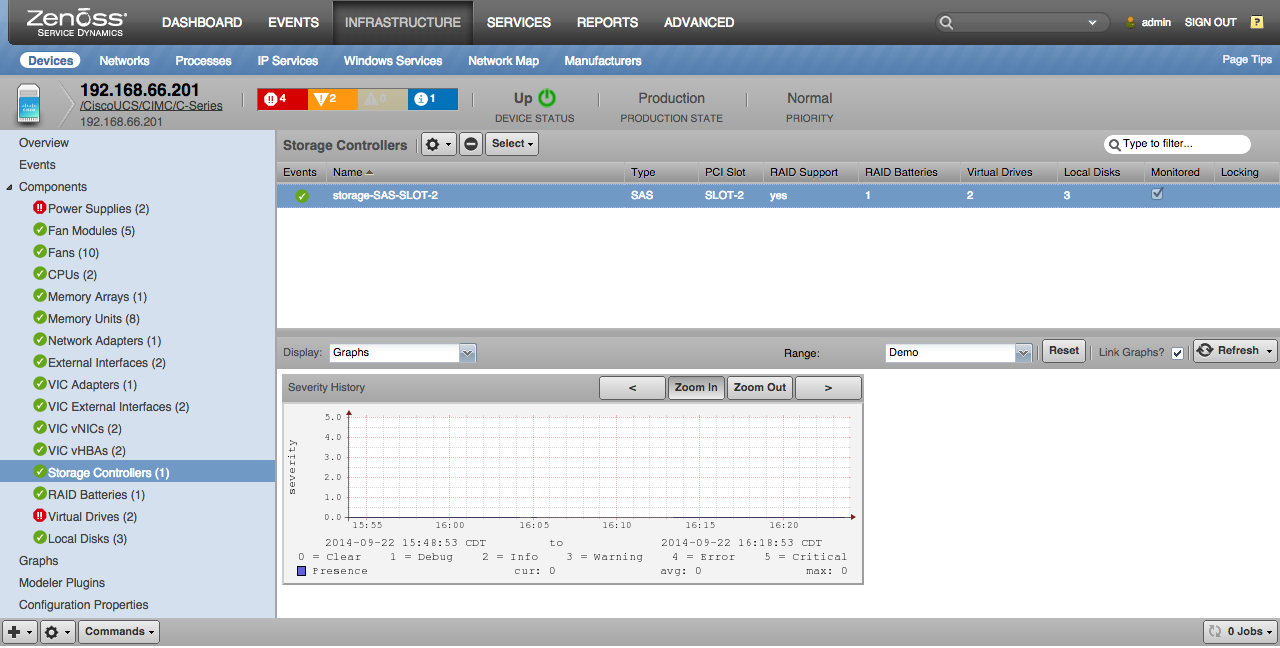 Zenoss DASHBOARD EVENTS INFRASTRUCTURE SERVICES REPORTS ADVANCED admin SIGN OUT ?
SERVICE DYNAMICS
Devices Networks Processes IP Services Windows Services Network Map Manufacturers Page Tips
192.168.66.201
/CiscoUCS/CIMC/C-Series
192.168.66.201
4 2 0 1
Up
DEVICE STATUS
Production
PRODUCTION STATE
Normal
PRIORITY
Overview
Events
Components
Power Supplies (2)
Fan Modules (5)
Fans (10)
CPUs (2)
Memory Arrays (1)
Memory Units (8)
Network Adapters (1)
External Interfaces (2)
VIC Adapters (1)
VIC External Interfaces (2)
VIC vNICs (2)
VIC vHBAs (2)
Storage Controllers (1)
RAID Batteries (1)
Virtual Drives (2)
Local Disks (3)
Graphs
Modeler Plugins
Configuration Properties
Storage Controllers Select Type to filter...
Events Name Type PCI Slot RAID Support RAID Batteries Virtual Drives Local Disks Monitored Locking
storage-SAS-SLOT-2 SAS SLOT-2 yes 1 2 3
Display: Graphs Range: Demo Reset Link Graphs? Refresh
Severity History < Zoom In Zoom Out >
severity
5.0
4.0
3.0
2.0
1.0
0.0
15:55 16:00 16:05 16:10 16:15 16:20
2014-09-22 15:48:53 CDT to 2014-09-22 16:18:53 CDT
0 = Clear 1 = Debug 2 = Info 3 = Warning 4 = Error 5 = Critical
Presence cur: 0 avg: 0 max: 0
Commands 0 Jobs